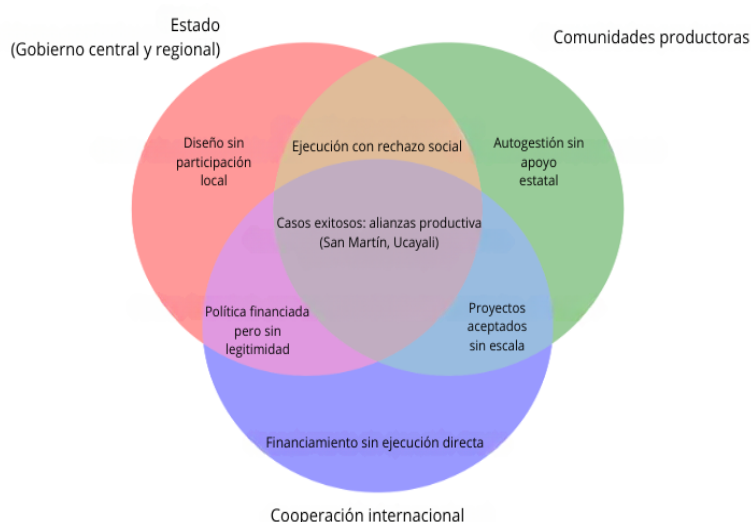 Estado
(Gobierno central y regional)
Comunidades productoras
Diseño sin
participación
local
Ejecución con rechazo social
Autogestión sin
apoyo
estatal
Casos exitosos: alianzas productiva
(San Martín, Ucayali)
Política financiada
pero sin
legitimidad
Proyectos
aceptados
sin escala
Financiamiento sin ejecución directa
Cooperación internacional